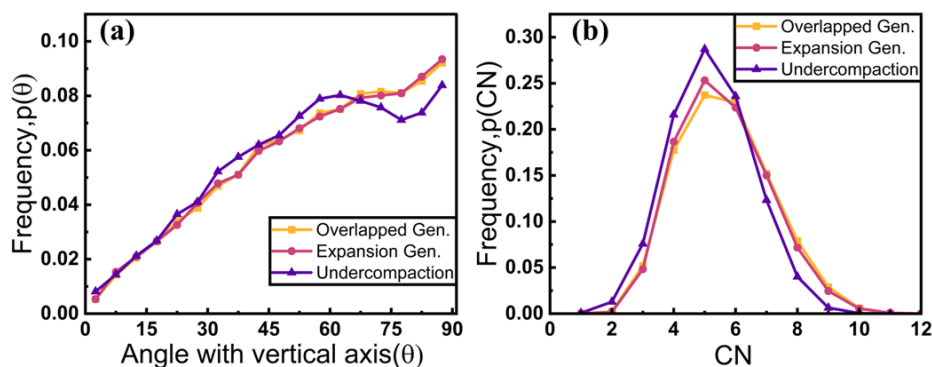 (a)
0.10
0.08
0.06
0.04
0.02
0.00
Frequency,p(θ)
Overlapped Gen.
Expansion Gen.
Undercompaction
0 15 30 45 60 75 90
Angle with vertical axis(θ)
(b)
0.30
0.25
0.20
0.15
0.10
0.05
0.00
Frequency,p(CN)
Overlapped Gen.
Expansion Gen.
Undercompaction
0 2 4 6 8 10 12
CN